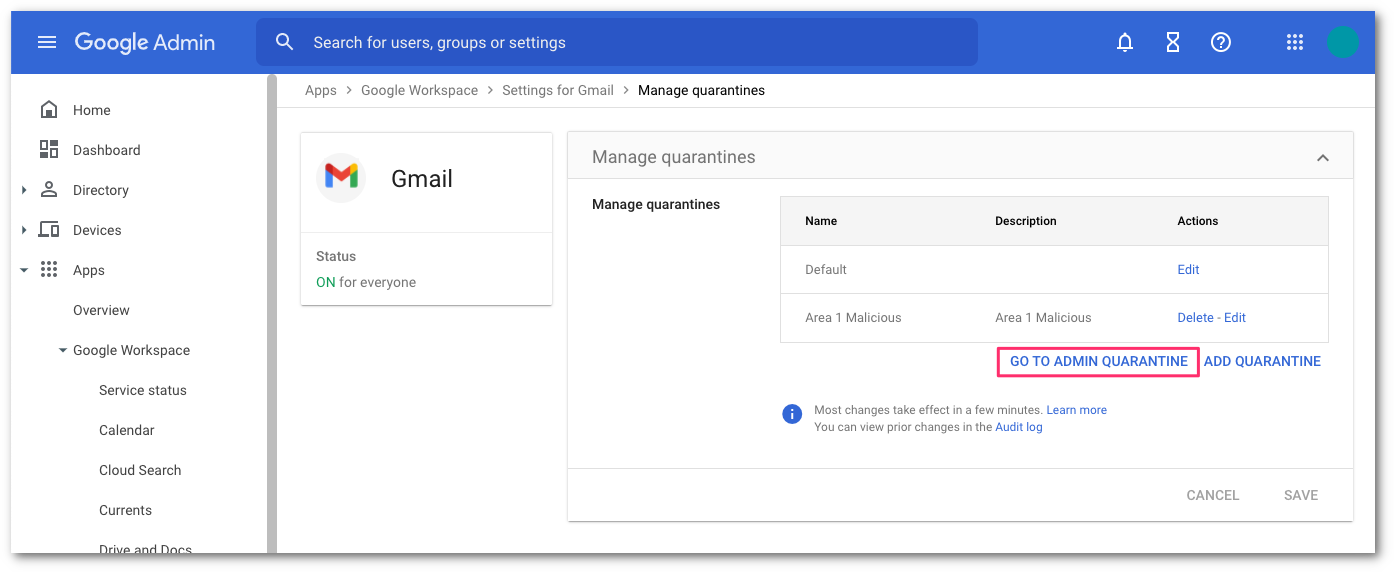 Google Admin
Search for users, groups or settings
Home
Dashboard
Directory
Devices
Apps
Overview
Google Workspace
Service status
Calendar
Cloud Search
Currents
Drive and Docs
Apps > Google Workspace > Settings for Gmail > Manage quarantines
Gmail
Status
ON for everyone
Manage quarantines
Manage quarantines
Name Description Actions
Default Edit
Area 1 Malicious Area 1 Malicious Delete - Edit
GO TO ADMIN QUARANTINE ADD QUARANTINE
Most changes take effect in a few minutes. Learn more
You can view prior changes in the Audit log
CANCEL SAVE